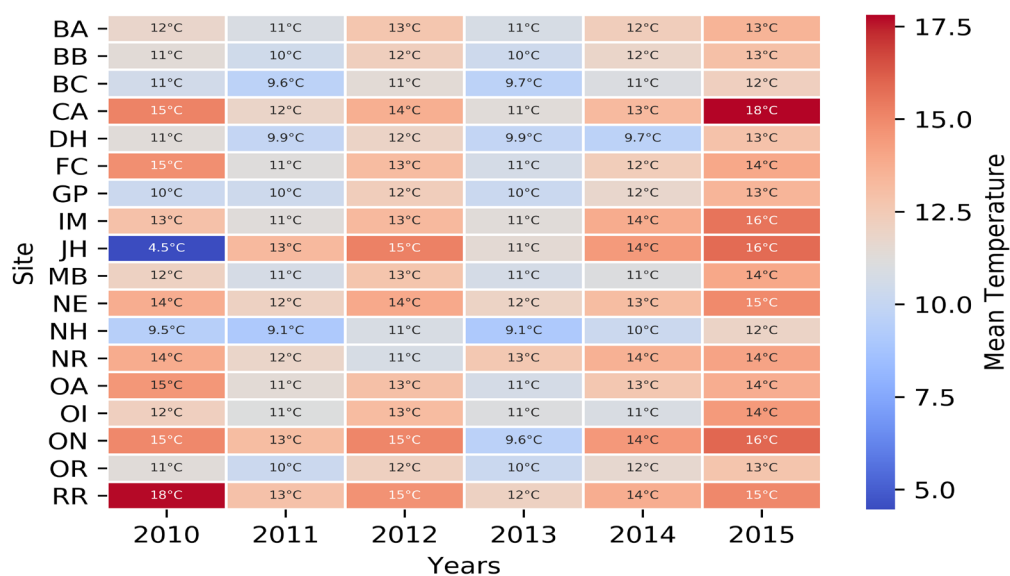 BA 12°C 11°C 13°C 11°C 12°C 13°C
BB 11°C 10°C 12°C 10°C 12°C 13°C
BC 11°C 9.6°C 11°C 9.7°C 11°C 12°C
CA 15°C 12°C 14°C 11°C 13°C 18°C
DH 11°C 9.9°C 12°C 9.9°C 9.7°C 13°C
FC 15°C 11°C 13°C 11°C 12°C 14°C
GP 10°C 10°C 12°C 10°C 12°C 13°C
IM 13°C 11°C 13°C 11°C 14°C 16°C
JH 4.5°C 13°C 15°C 11°C 14°C 16°C
MB 12°C 11°C 13°C 11°C 11°C 14°C
NE 14°C 12°C 14°C 12°C 13°C 15°C
NH 9.5°C 9.1°C 11°C 9.1°C 10°C 12°C
NR 14°C 12°C 11°C 13°C 14°C 14°C
OA 15°C 11°C 13°C 11°C 13°C 14°C
OI 12°C 11°C 13°C 11°C 11°C 14°C
ON 15°C 13°C 15°C 9.6°C 14°C 16°C
OR 11°C 10°C 12°C 10°C 12°C 13°C
RR 18°C 13°C 15°C 12°C 14°C 15°C
2010 2011 2012 2013 2014 2015
Years
Site
17.5
15.0
12.5
10.0
7.5
5.0
Mean Temperature